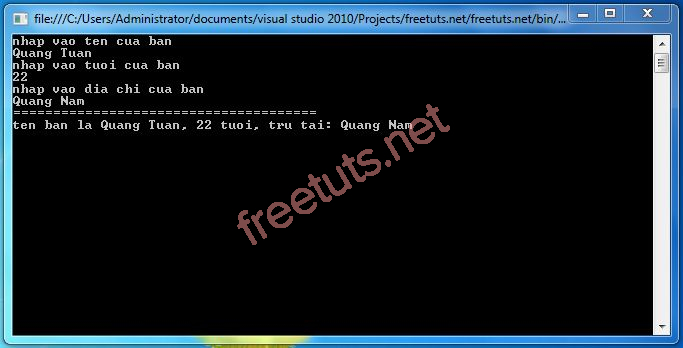 file:///C:/Users/Administrator/documents/visual studio 2010/Projects/freetuts.net/freetuts.net/bin/...
nhap vao ten cua ban
Quang Tuan
nhap vao tuoi cua ban
22
nhap vao dia chi cua ban
Quang Nam
=====================================
ten ban la Quang Tuan, 22 tuoi, tru tai: Quang Nam
freetuts.net